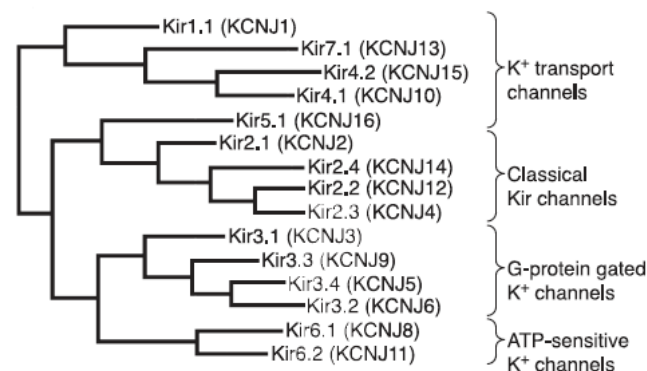 Kir1.1 (KCNJ1)
Kir7.1 (KCNJ13)
Kir4.2 (KCNJ15)
Kir4.1 (KCNJ10)
Kir5.1 (KCNJ16)
K⁺ transport
channels
Kir2.1 (KCNJ2)
Kir2.4 (KCNJ14)
Kir2.2 (KCNJ12)
Kir2.3 (KCNJ4)
Classical
Kir channels
Kir3.1 (KCNJ3)
Kir3.3 (KCNJ9)
Kir3.4 (KCNJ5)
Kir3.2 (KCNJ6)
G-protein gated
K⁺ channels
Kir6.1 (KCNJ8)
Kir6.2 (KCNJ11)
ATP-sensitive
K⁺ channels